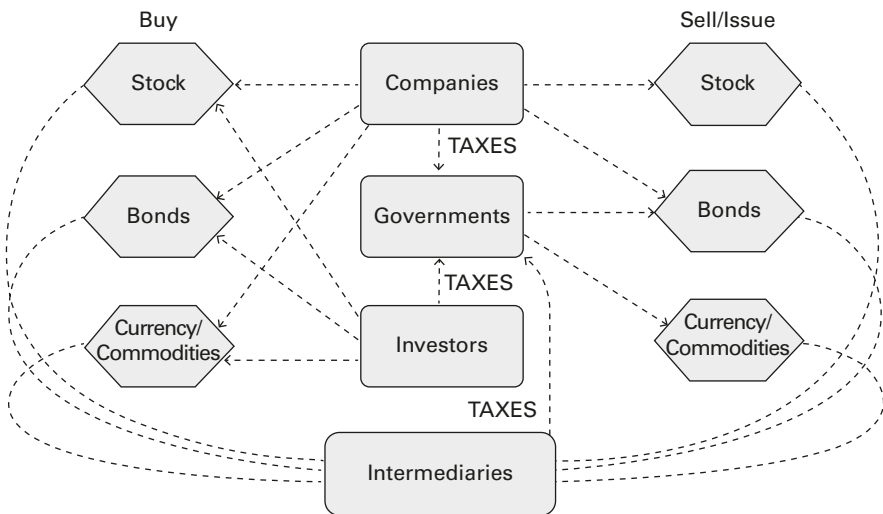 Buy
Sell/Issue
Stock
Companies
Stock
TAXES
Bonds
Governments
Bonds
TAXES
Currency/
Commodities
Investors
Currency/
Commodities
TAXES
Intermediaries